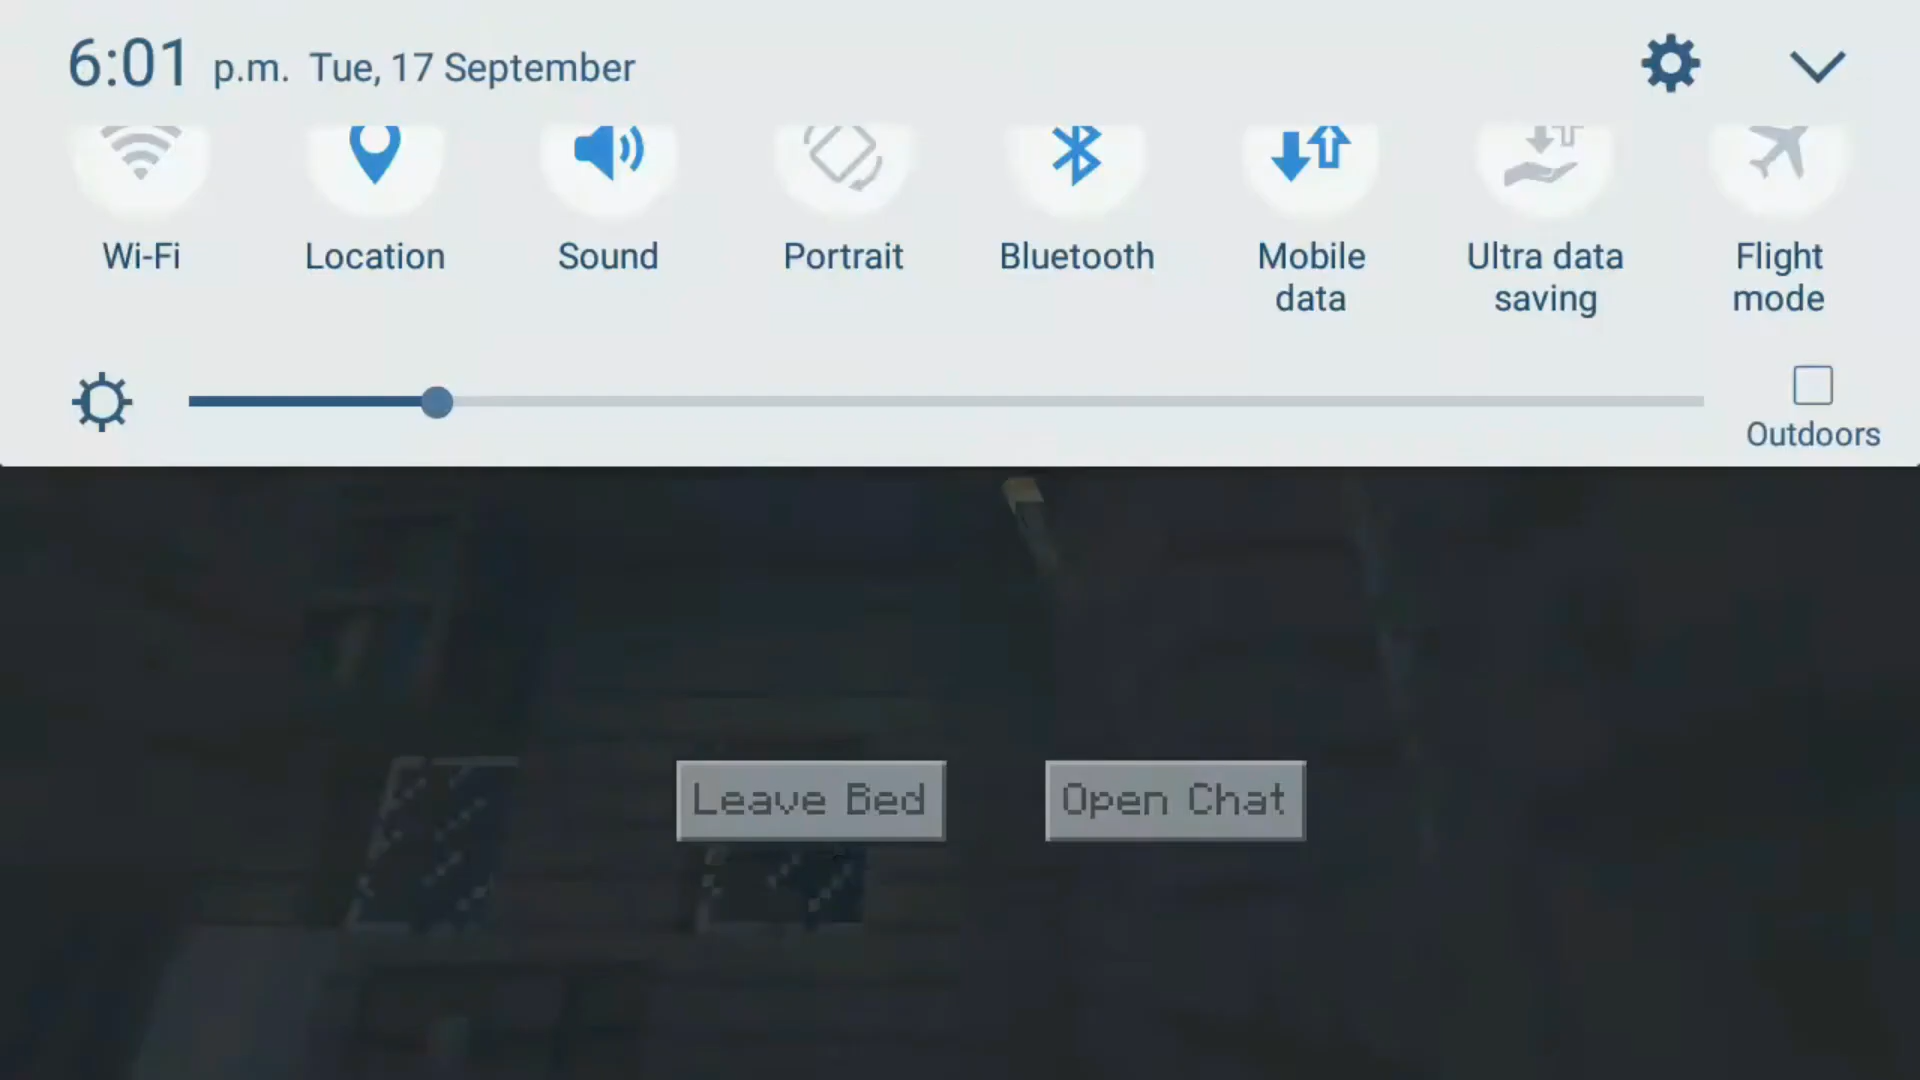 6:01 p.m. Tue, 17 September
Wi-Fi Location Sound Portrait Bluetooth Mobile data Ultra data saving Flight mode
Outdoors
Leave Bed Open Chat